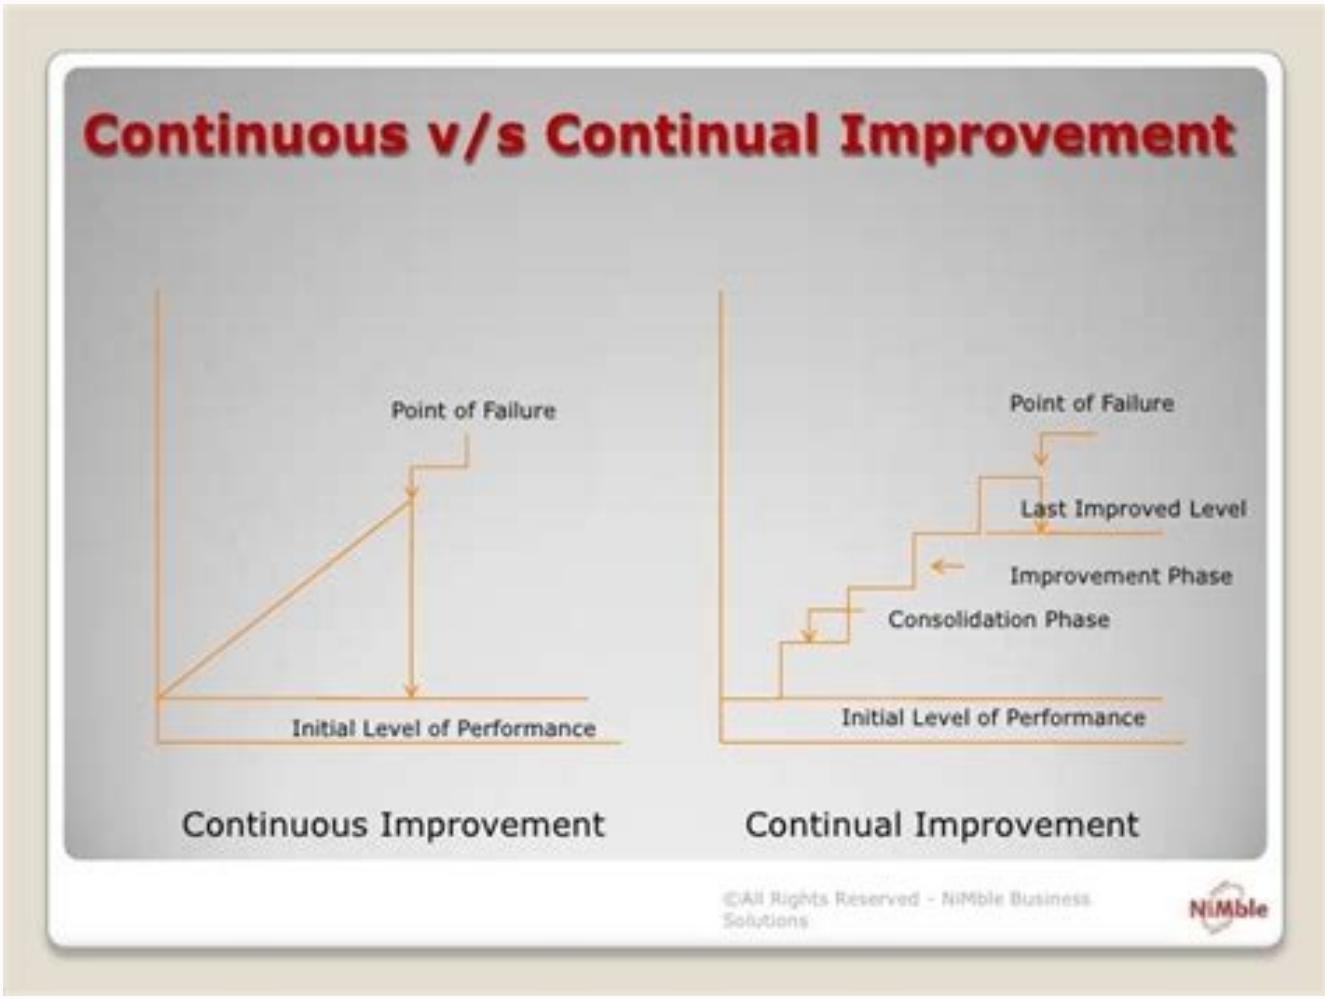 Continuous v/s Continual Improvement
Point of Failure
Initial Level of Performance
Continuous Improvement
Point of Failure
Last Improved Level
Improvement Phase
Consolidation Phase
Initial Level of Performance
Continual Improvement
©All Rights Reserved - NiMble Business
Solutions
NiMble